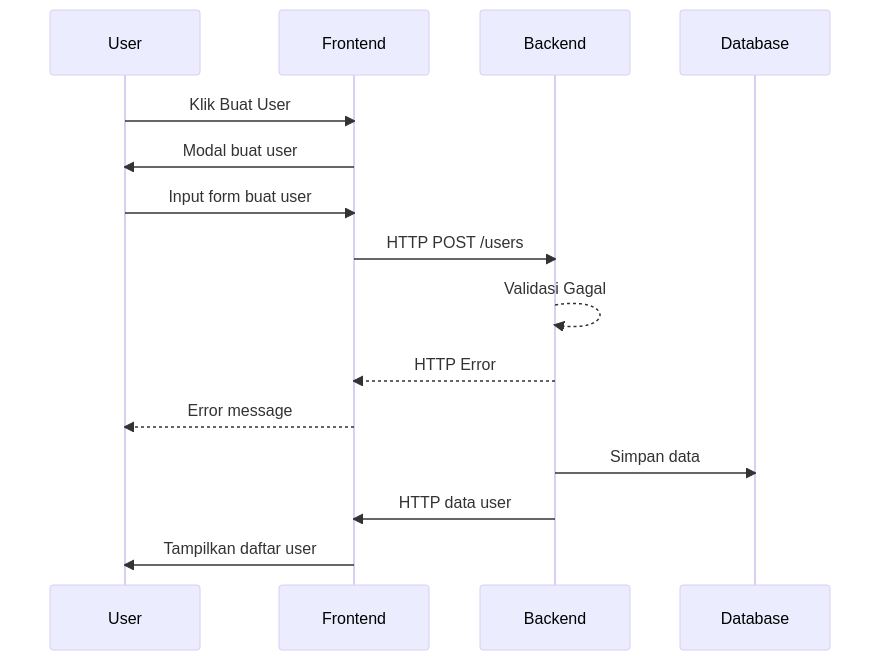 User
Frontend
Backend
Database
Klik Buat User
Modal buat user
Input form buat user
HTTP POST /users
Validasi Gagal
HTTP Error
Error message
Simpan data
HTTP data user
Tampilkan daftar user
User
Frontend
Backend
Database